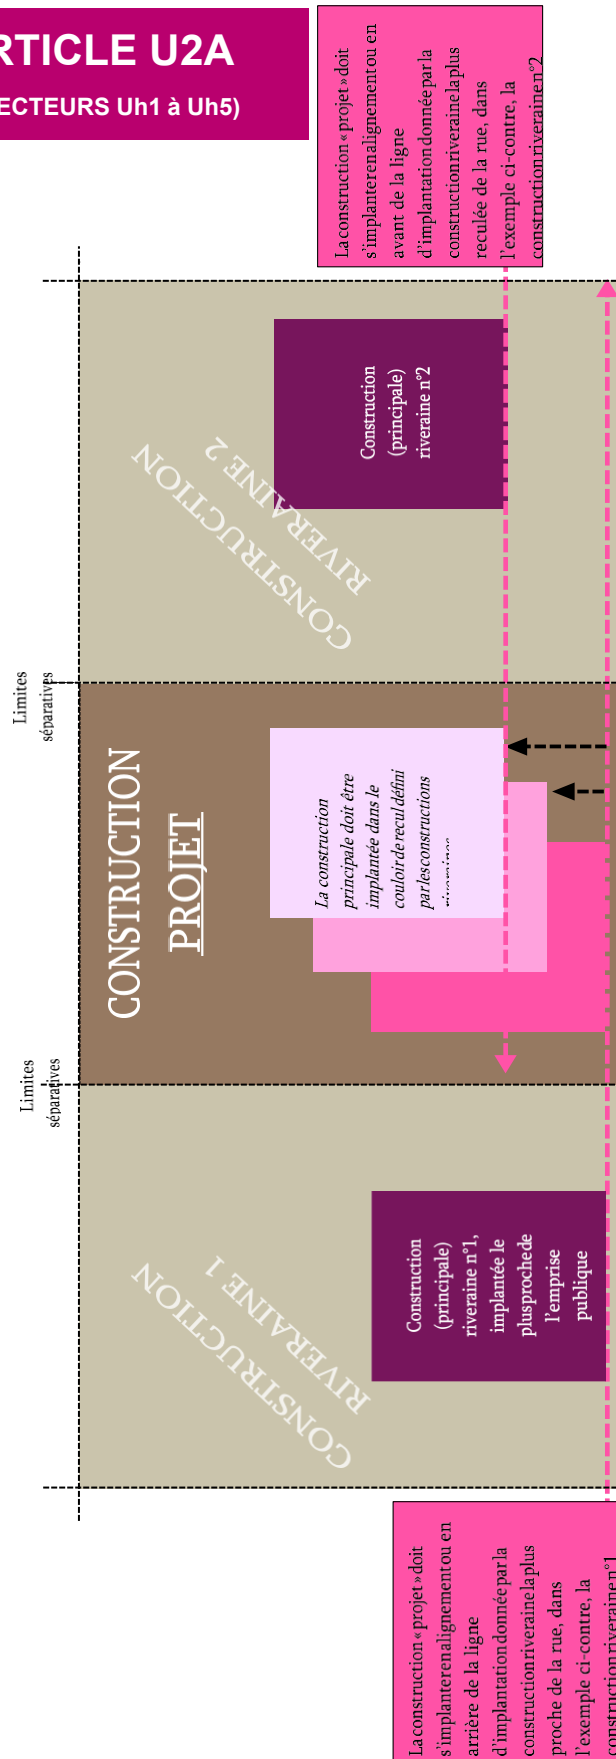 RTICLE U2A
ECTEURS Uh1 à Uh5)
La construction « projet » doit
s'implanter en alignement ou en
avant de la ligne
d'implantation donnée par la
construction riveraine la plus
reculée de la rue, dans
l'exemple ci-contre, la
construction riveraine n°2
Construction
(principale)
riveraine n°2
CONSTRUCTION
RIVERAINE 2
Limites
séparatives
CONSTRUCTION
PROJET
La construction
principale doit être
implantée dans le
couloir de recul défini
par les constructions
riveraines
Limites
séparatives
Construction
(principale)
riveraine n°1,
implantée le
plus proche de
l'emprise
publique
CONSTRUCTION
RIVERAINE 1
La construction « projet » doit
s'implanter en alignement ou en
arrière de la ligne
d'implantation donnée par la
construction riveraine la plus
proche de la rue, dans
l'exemple ci-contre, la
construction riveraine n°1